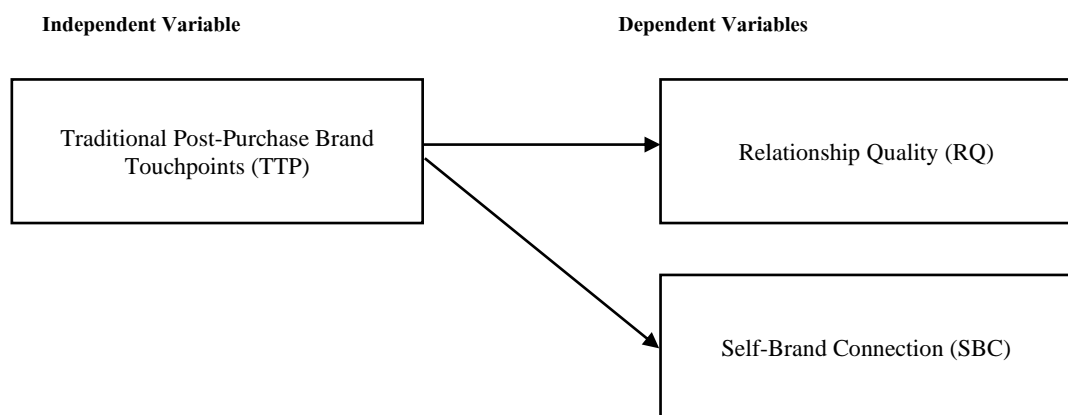 Independent Variable
Dependent Variables
Traditional Post-Purchase Brand
Touchpoints (TTP)
Relationship Quality (RQ)
Self-Brand Connection (SBC)